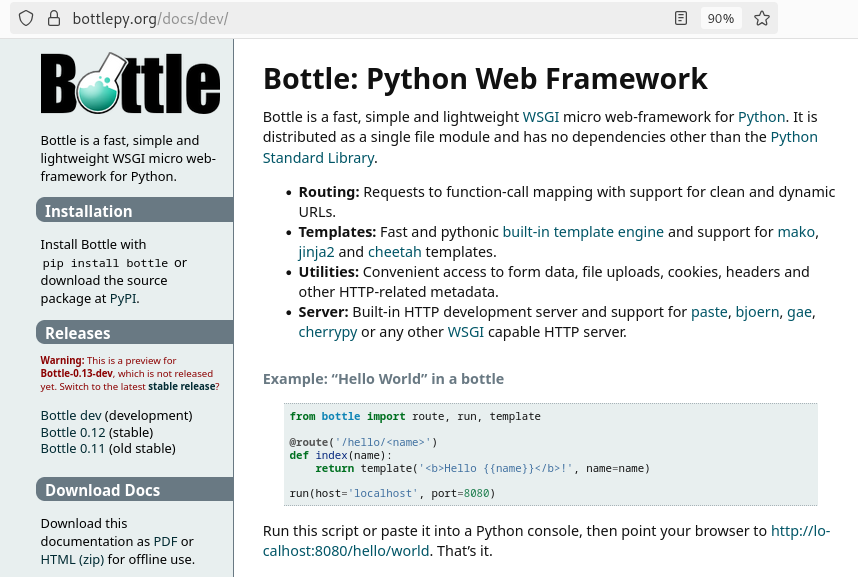 bottlepy.org/docs/dev/
90%
Bottle
Bottle is a fast, simple and
lightweight WSGI micro web-
framework for Python.
Installation
Install Bottle with
pip install bottle or
download the source
package at PyPI.
Releases
Warning: This is a preview for
Bottle-0.13-dev, which is not released
yet. Switch to the latest stable release?
Bottle dev (development)
Bottle 0.12 (stable)
Bottle 0.11 (old stable)
Download Docs
Download this
documentation as PDF or
HTML (zip) for offline use.
Bottle: Python Web Framework
Bottle is a fast, simple and lightweight WSGI micro web-framework for Python. It is
distributed as a single file module and has no dependencies other than the Python
Standard Library.
• Routing: Requests to function-call mapping with support for clean and dynamic
URLs.
• Templates: Fast and pythonic built-in template engine and support for mako,
jinja2 and cheetah templates.
• Utilities: Convenient access to form data, file uploads, cookies, headers and
other HTTP-related metadata.
• Server: Built-in HTTP development server and support for paste, bjoern, gae,
cherrypy or any other WSGI capable HTTP server.
Example: “Hello World” in a bottle
from bottle import route, run, template
@route('/hello/<name>')
def index(name):
    return template('<b>Hello {{name}}</b>!', name=name)
run(host='localhost', port=8080)
Run this script or paste it into a Python console, then point your browser to http://lo-
calhost:8080/hello/world. That’s it.